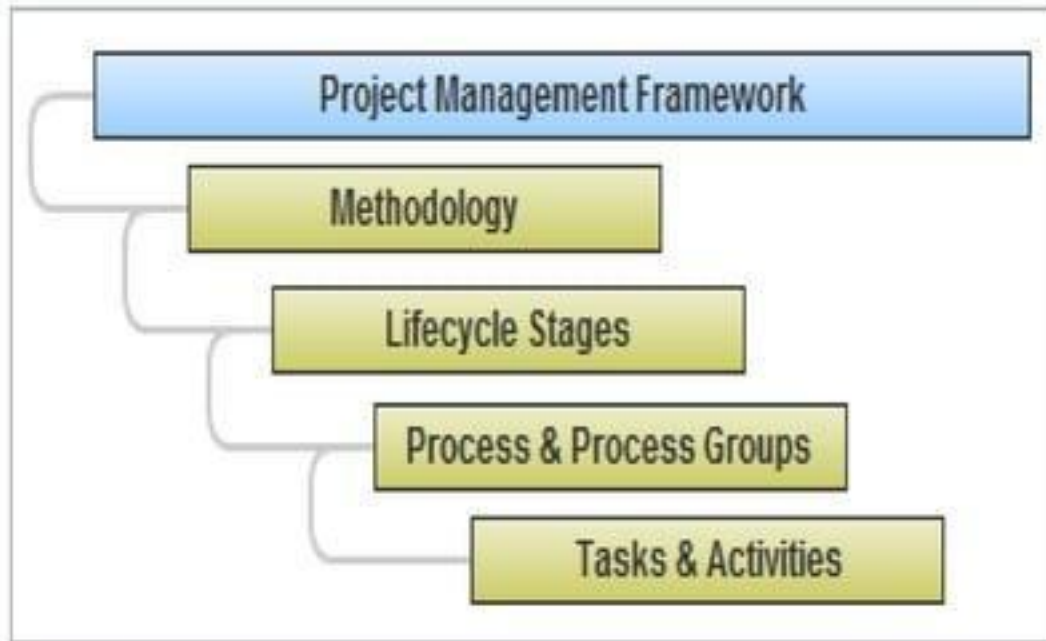 Project Management Framework
Methodology
Lifecycle Stages
Process & Process Groups
Tasks & Activities